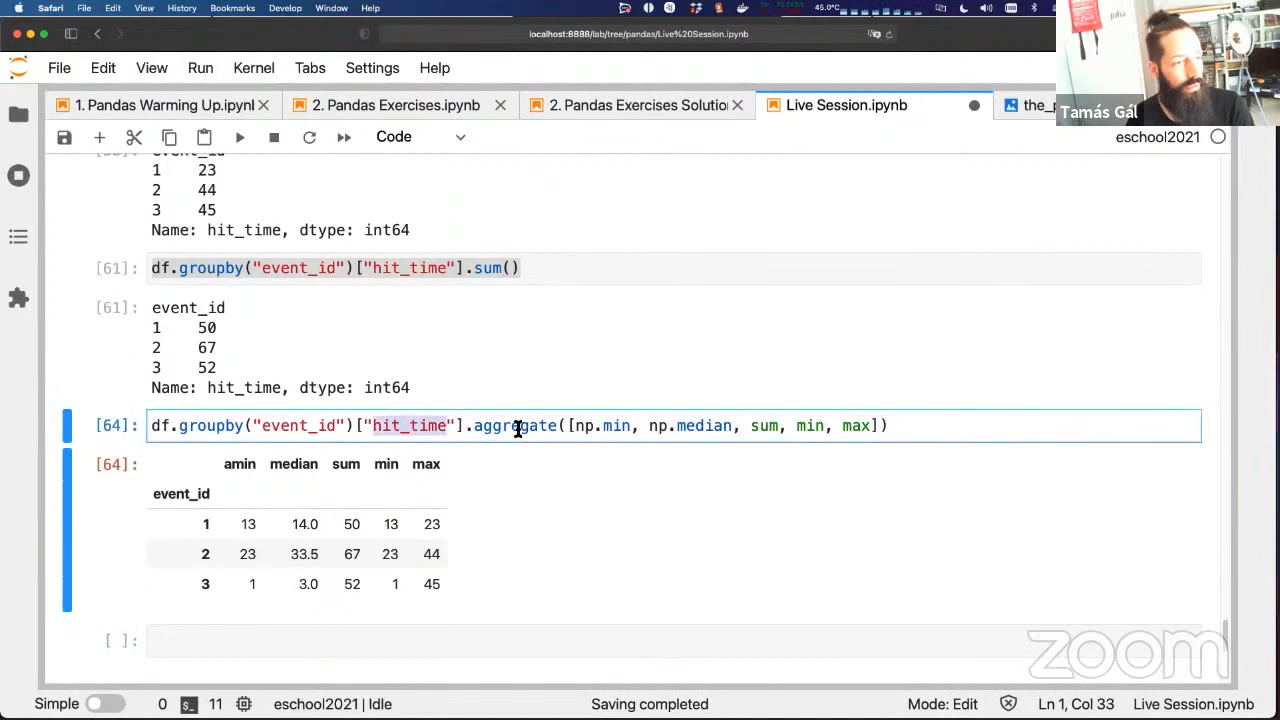 Safari File Edit View History Bookmarks Develop Window Help 45.0°C
localhost:8888/lab/tree/pandas/Live%20Session.ipynb
Tamás Gál
File Edit View Run Kernel Tabs Settings Help
1. Pandas Warming Up.ipynl 2. Pandas Exercises.ipynb 2. Pandas Exercises Solutio Live Session.ipynb the_p
Code eschool2021
event_id
1 23
2 44
3 45
Name: hit_time, dtype: int64
[61]: df.groupby("event_id")["hit_time"].sum()
[61]: event_id
1 50
2 67
3 52
Name: hit_time, dtype: int64
[64]: df.groupby("event_id")["hit_time"].aggregate([np.min, np.median, sum, min, max])
[64]: amin median sum min max
event_id
1 13 14.0 50 13 23
2 23 33.5 67 23 44
3 1 3.0 52 1 45
[ ]:
zoom
Simple 0 11 eschool2021 | Idle Saving completed Mode: Edit Ln 1, Col 33 Live Session.ipynb